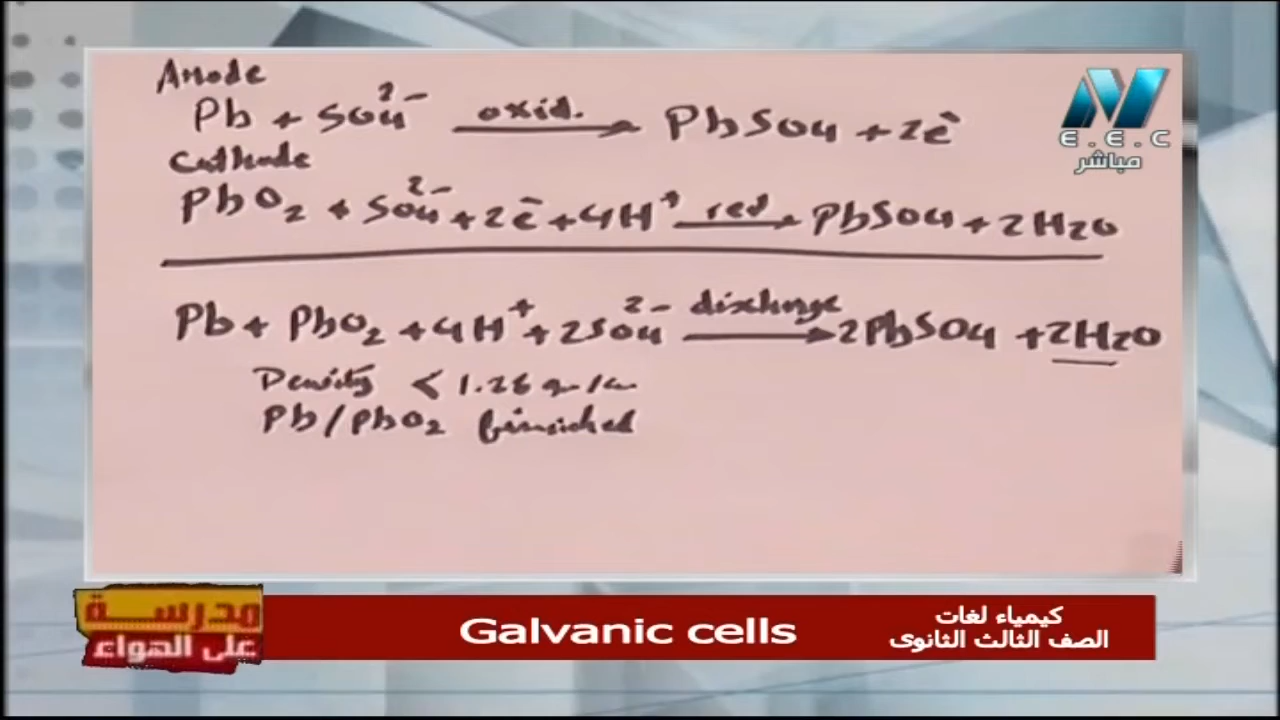 Anode
Pb + SO4 2- oxid. → PbSO4 + 2e-
Cathode
PbO2 + SO4 2- + 2e- + 4H+ red → PbSO4 + 2H2O
Pb + PbO2 + 4H+ + 2SO4 2- discharge → 2PbSO4 + 2H2O
Density < 1.28
Pb/PbO2 finished
E.E.C
مباشر
مدرسة
على الهواء
Galvanic cells
كيمياء لغات
الصف الثالث الثانوى